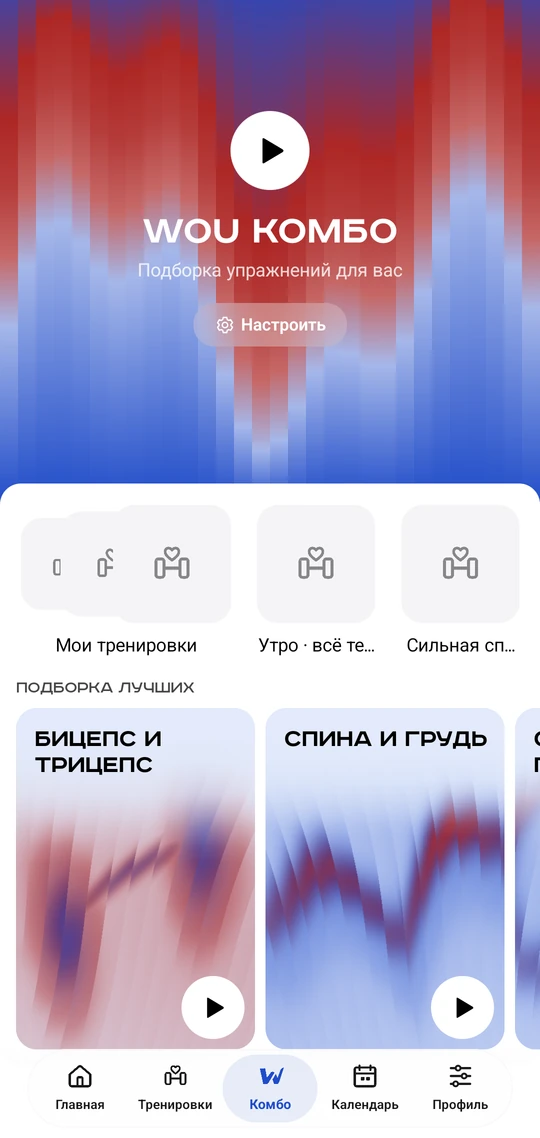 WOU КОМБО
Подборка упражнений для вас
Настроить
Мои тренировки
Утро · всё те...
Сильная сп...
ПОДБОРКА ЛУЧШИХ
БИЦЕПС И
ТРИЦЕПС
СПИНА И ГРУДЬ
Главная
Тренировки
Комбо
Календарь
Профиль